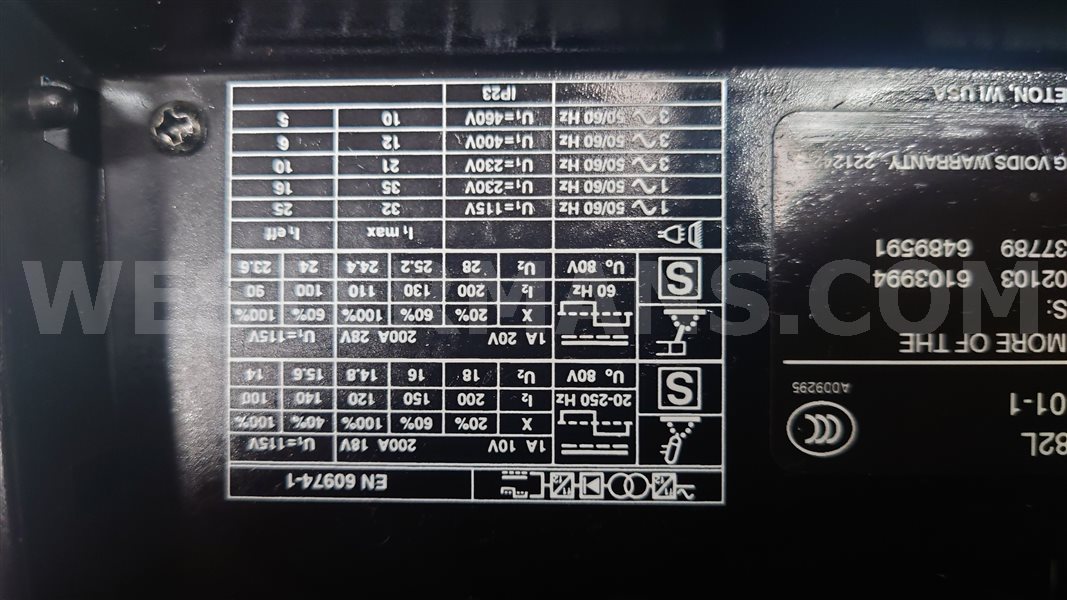 82L
01-1
A009295
CCC
MORE OF THE
S:
02103 6103994
37789 6489591
G VOIDS WARRANTY
ETON, WI USA
EN 60974-1
1A 10V 200A 18V U₁=115V
X 20% 60% 100% 40% 100%
20-250 Hz I₂ 200 150 120 140 100
S U₀ 80V U₂ 18 16 14.8 15.6 14
1A 20V 200A 28V U₁=115V
X 20% 60% 100% 60% 100%
60 Hz I₂ 200 130 110 100 90
S U₀ 80V U₂ 28 25.2 24.4 24 23.6
I₁ max I₁ eff
1~ 50/60 Hz U₁=115V 32 25
1~ 50/60 Hz U₁=230V 35 16
3~ 50/60 Hz U₁=230V 21 10
3~ 50/60 Hz U₁=400V 12 6
3~ 50/60 Hz U₁=460V 10 5
IP23